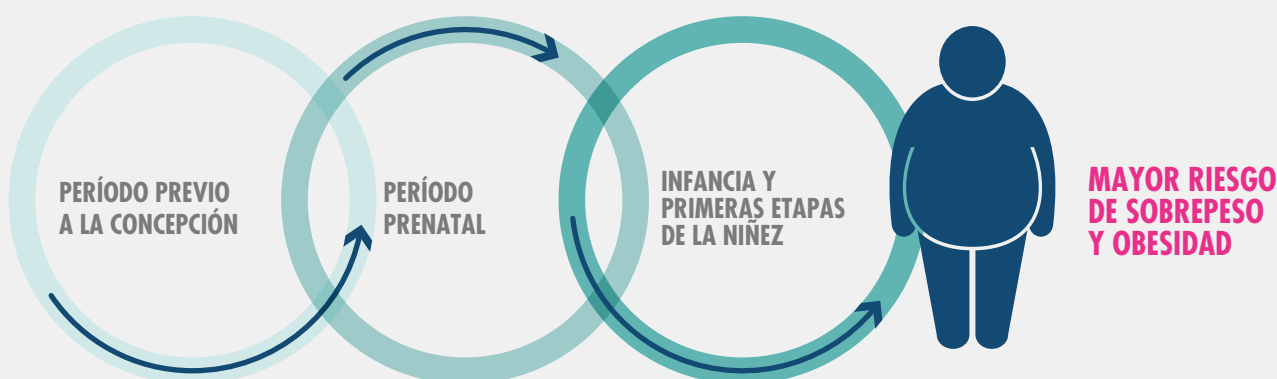 PERÍODO PREVIO
A LA CONCEPCIÓN
PERÍODO
PRENATAL
INFANCIA Y
PRIMERAS ETAPAS
DE LA NIÑEZ
MAYOR RIESGO
DE SOBREPESO
Y OBESIDAD